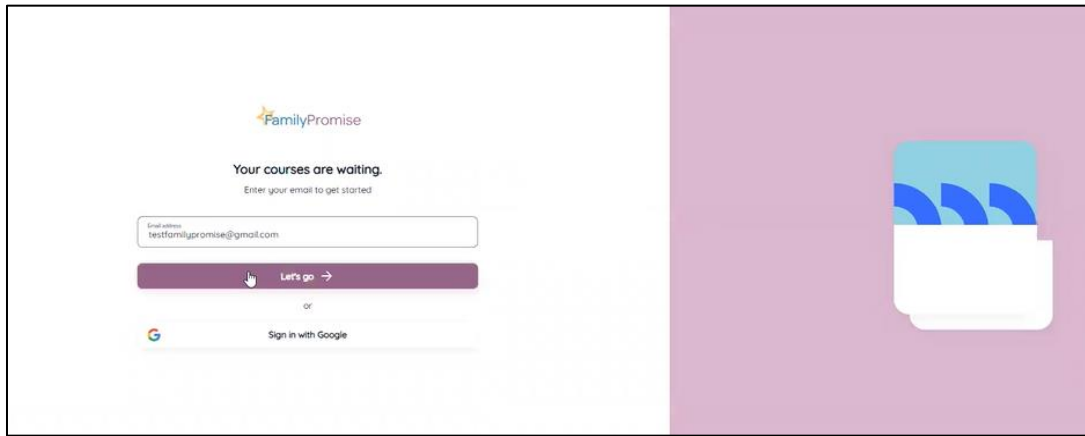 FamilyPromise
Your courses are waiting.
Enter your email to get started
Email address
testfamilypromise@gmail.com
Let's go →
or
Sign in with Google